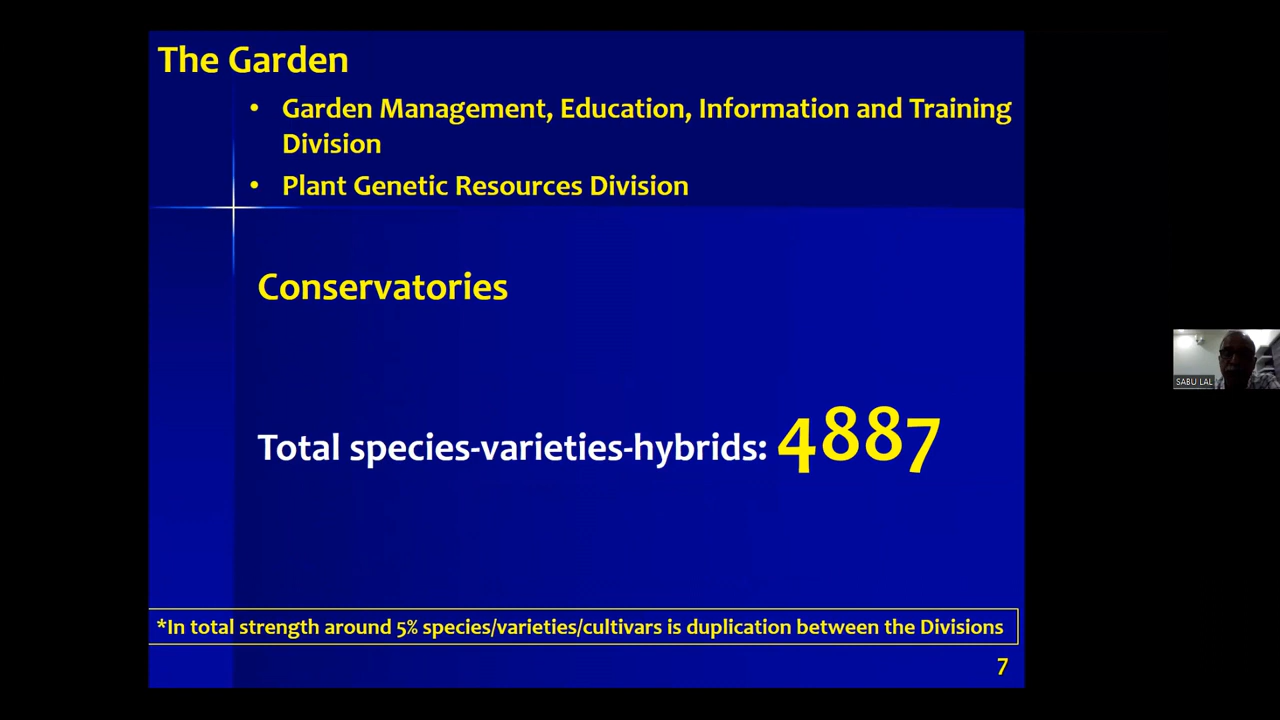 The Garden
• Garden Management, Education, Information and Training
Division
• Plant Genetic Resources Division
Conservatories
Total species-varieties-hybrids: 4887
SABU LAL
*In total strength around 5% species/varieties/cultivars is duplication between the Divisions
7